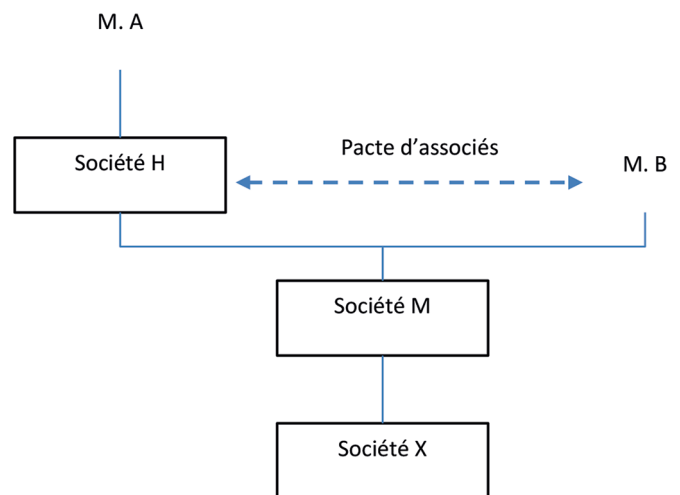 M. A
Société H
Pacte d’associés
M. B
Société M
Société X